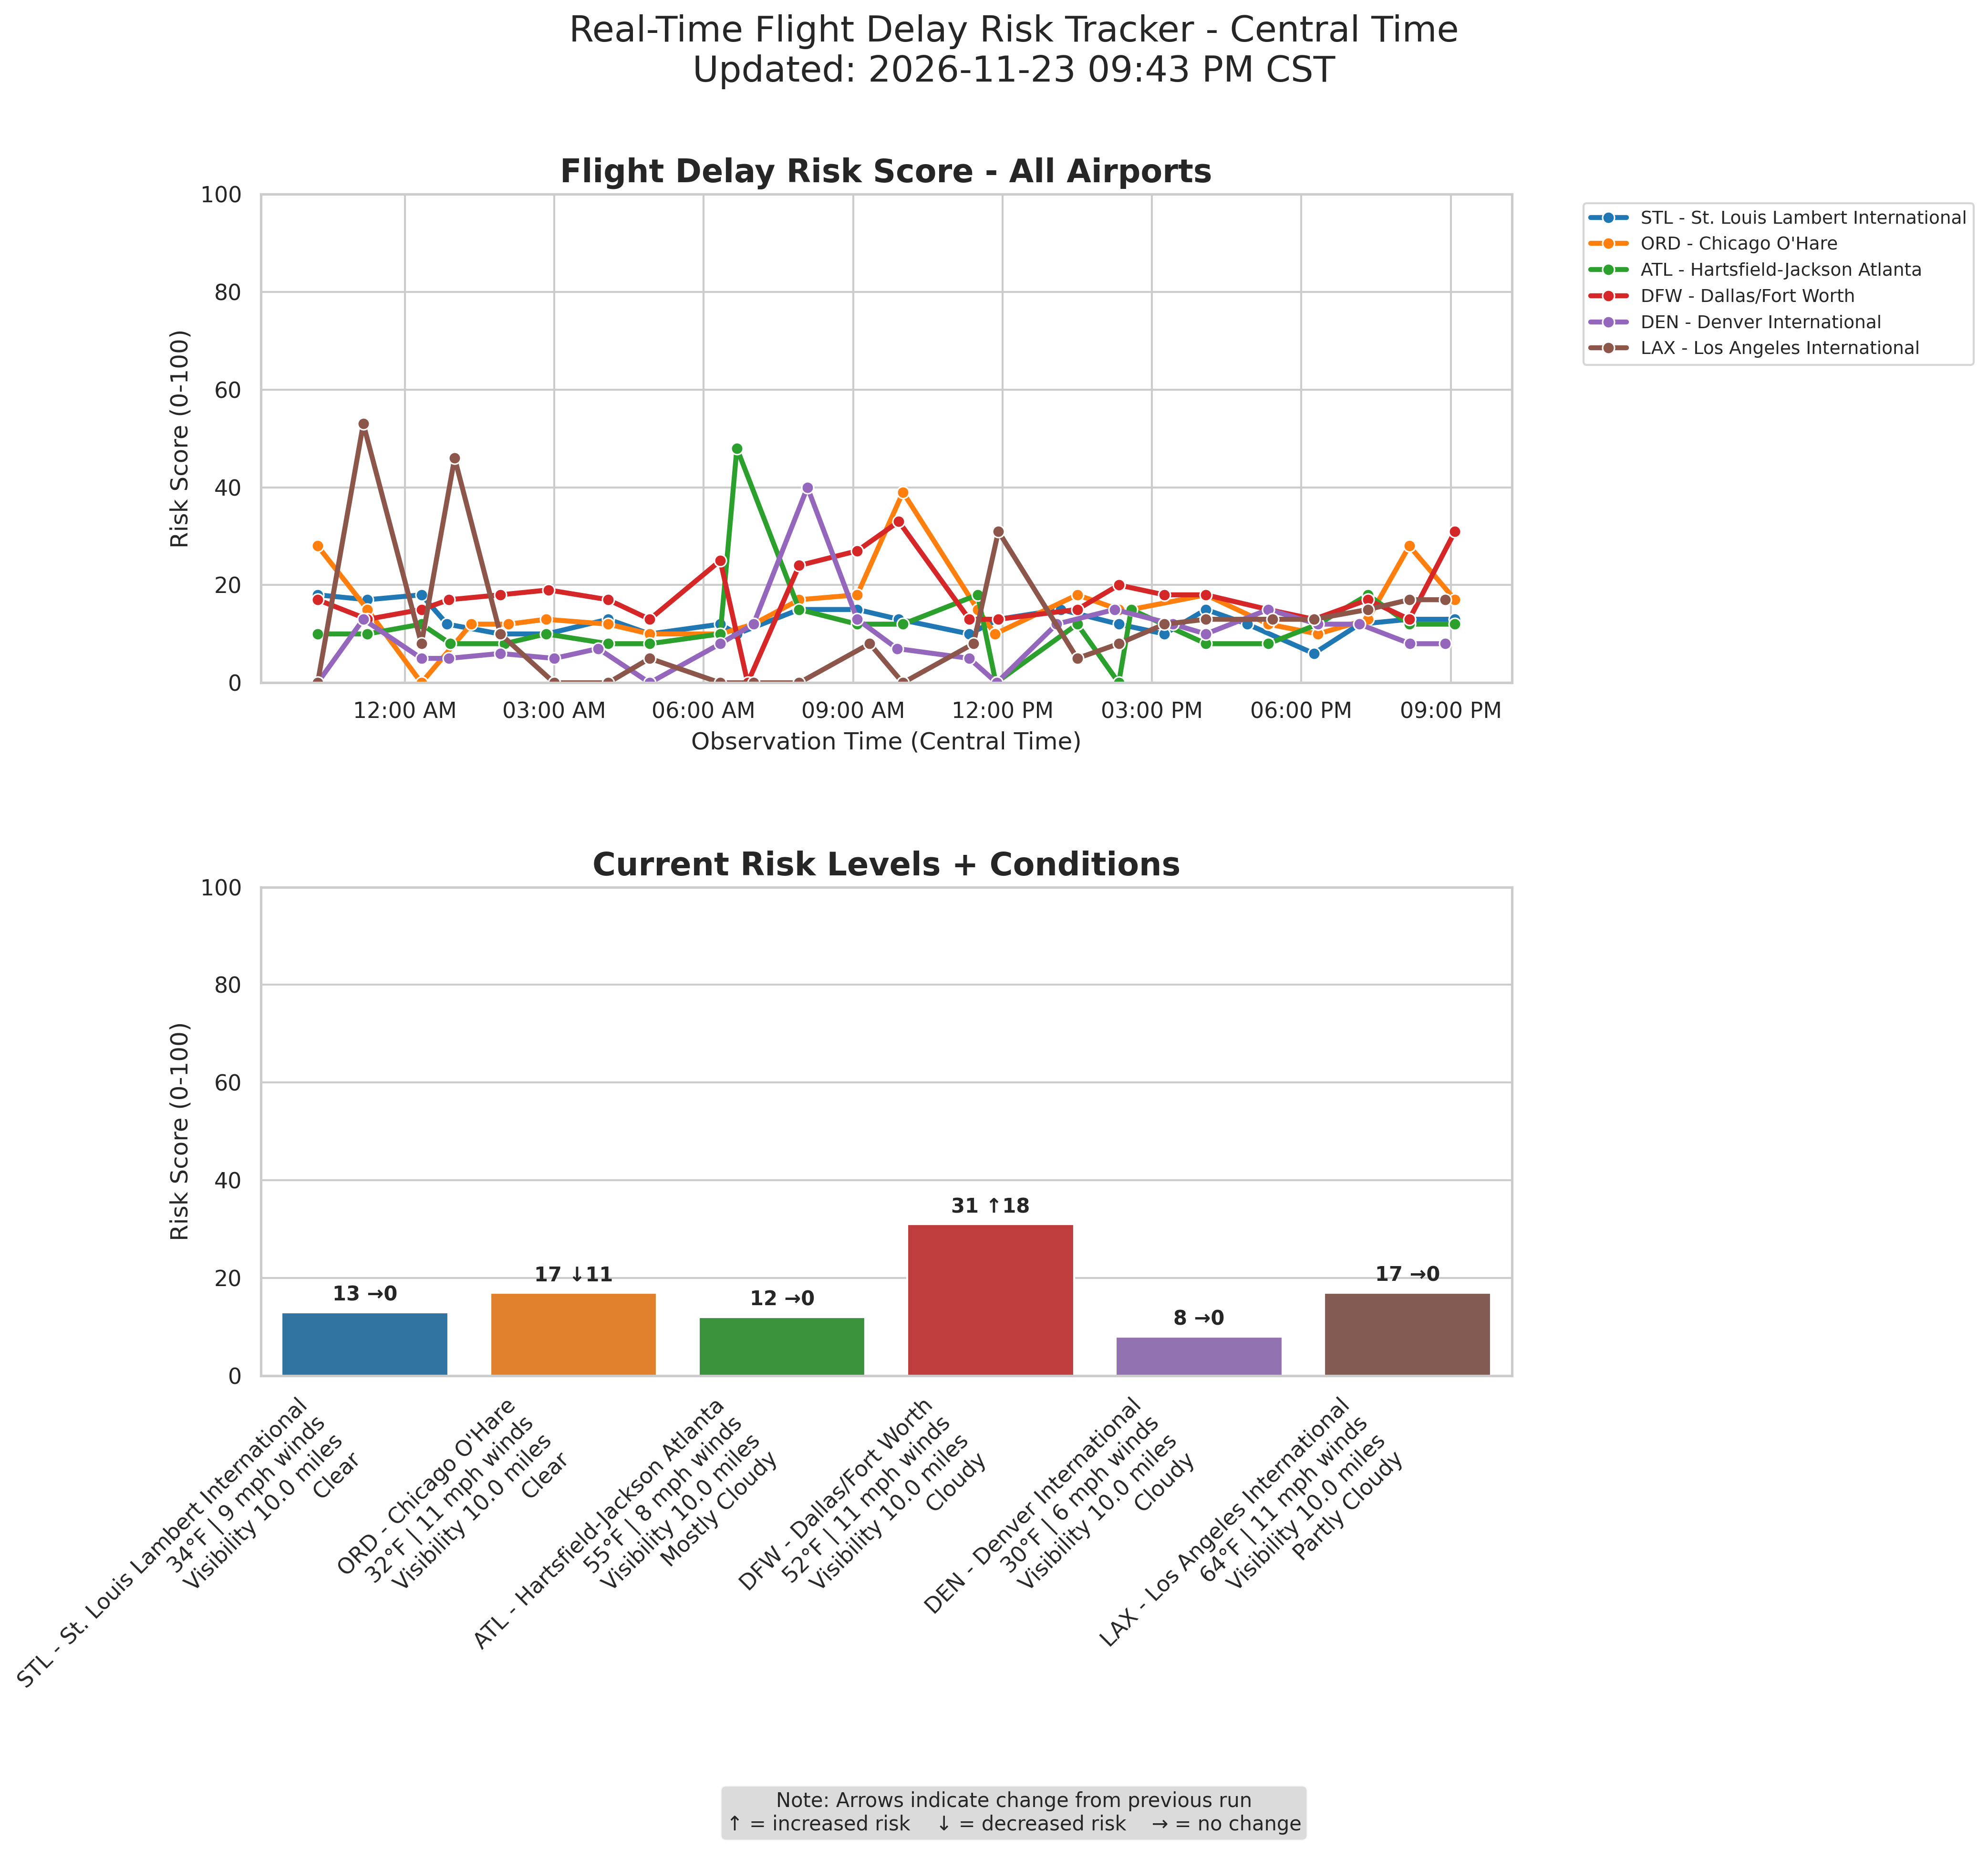 Real-Time Flight Delay Risk Tracker - Central Time
Updated: 2026-11-23 09:43 PM CST
Flight Delay Risk Score - All Airports
Risk Score (0-100)
100
80
60
40
20
0
12:00 AM
03:00 AM
06:00 AM
09:00 AM
12:00 PM
03:00 PM
06:00 PM
09:00 PM
Observation Time (Central Time)
STL - St. Louis Lambert International
ORD - Chicago O'Hare
ATL - Hartsfield-Jackson Atlanta
DFW - Dallas/Fort Worth
DEN - Denver International
LAX - Los Angeles International
Current Risk Levels + Conditions
Risk Score (0-100)
100
80
60
40
20
0
13 →0
17 ↓11
12 →0
31 ↑18
8 →0
17 →0
STL - St. Louis Lambert International
34°F | 9 mph winds
Visibility 10.0 miles
Clear
ORD - Chicago O'Hare
32°F | 11 mph winds
Visibility 10.0 miles
Clear
ATL - Hartsfield-Jackson Atlanta
55°F | 8 mph winds
Visibility 10.0 miles
Mostly Cloudy
DFW - Dallas/Fort Worth
52°F | 11 mph winds
Visibility 10.0 miles
Cloudy
DEN - Denver International
30°F | 6 mph winds
Visibility 10.0 miles
Cloudy
LAX - Los Angeles International
64°F | 11 mph winds
Visibility 10.0 miles
Partly Cloudy
Note: Arrows indicate change from previous run
↑ = increased risk ↓ = decreased risk → = no change